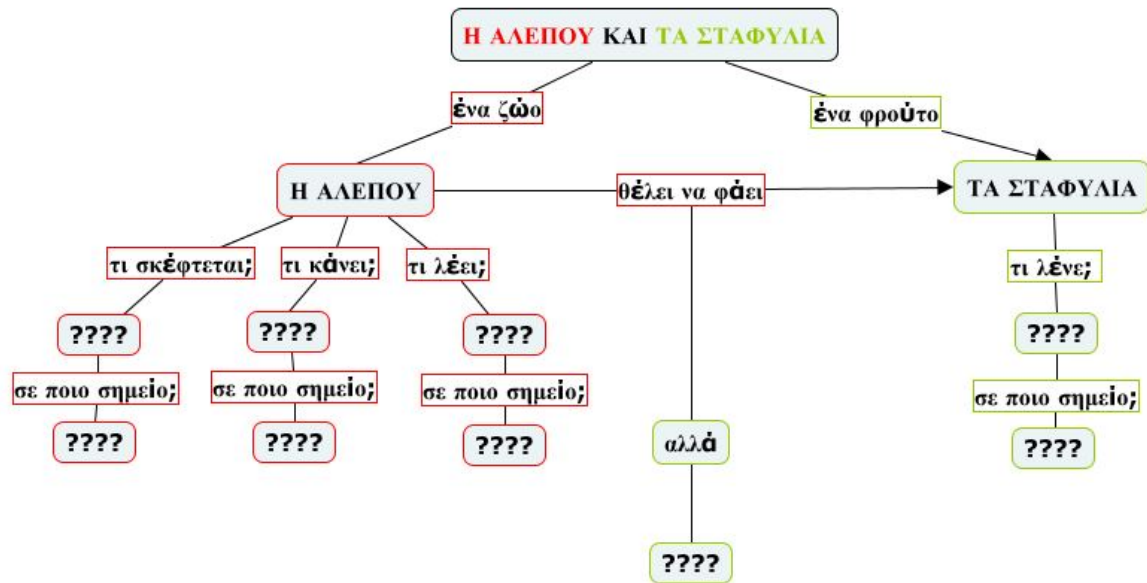 Η ΑΛΕΠΟΥ ΚΑΙ ΤΑ ΣΤΑΦΥΛΙΑ
ένα ζώο
ένα φρούτο
Η ΑΛΕΠΟΥ
θέλει να φάει
ΤΑ ΣΤΑΦΥΛΙΑ
τι σκέφτεται;
τι κάνει;
τι λέει;
τι λένε;
????
????
????
????
σε ποιο σημείο;
σε ποιο σημείο;
σε ποιο σημείο;
σε ποιο σημείο;
????
????
????
αλλά
????
????